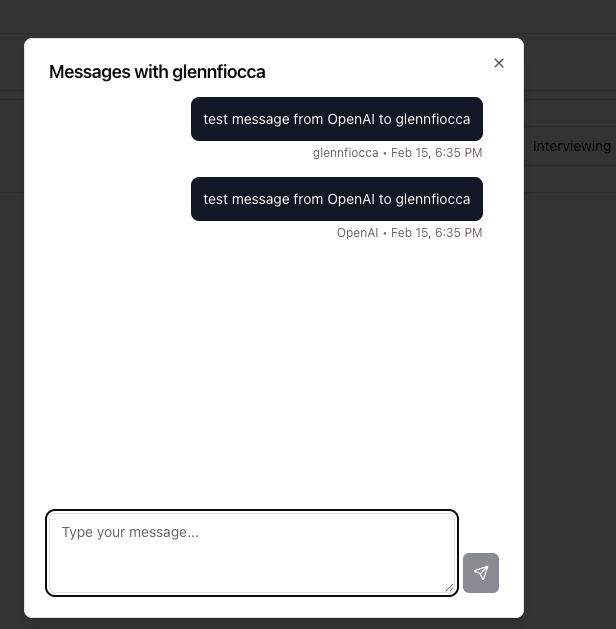 Messages with glennfiocca
test message from OpenAI to glennfiocca
glennfiocca • Feb 15, 6:35 PM
Interviewing
test message from OpenAI to glennfiocca
OpenAI • Feb 15, 6:35 PM
Type your message...